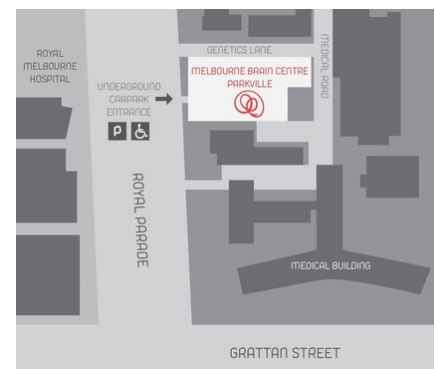 ROYAL
MELBOURNE
HOSPITAL
GENETICS LANE
MEDICAL ROAD
MELBOURNE BRAIN CENTRE
PARKVILLE
UNDERGROUND
CARPARK
ENTRANCE
P
ROYAL PARADE
MEDICAL BUILDING
GRATTAN STREET